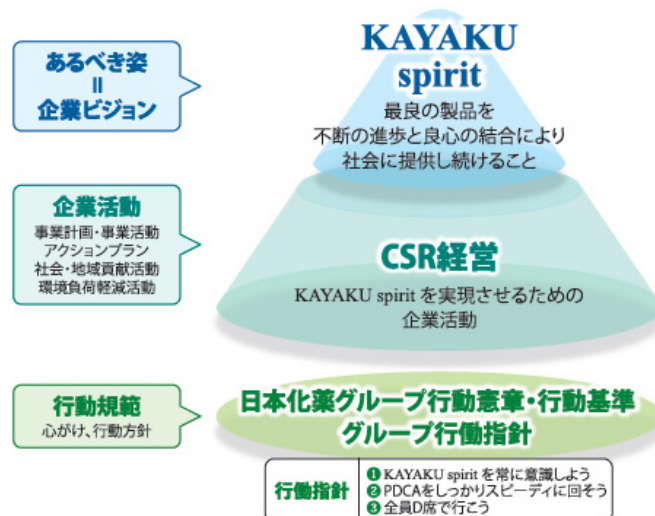 あるべき姿
＝
企業ビジョン
KAYAKU
spirit
最良の製品を
不断の進歩と良心の結合により
社会に提供し続けること
企業活動
事業計画・事業活動
アクションプラン
社会・地域貢献活動
環境負荷軽減活動
CSR経営
KAYAKU spirit を実現させるための
企業活動
行動規範
心がけ、行動方針
日本化薬グループ行動憲章・行動基準
グループ行働指針
行働指針
❶ KAYAKU spirit を常に意識しよう
❷ PDCAをしっかりスピーディに回そう
❸ 全員D席で行こう